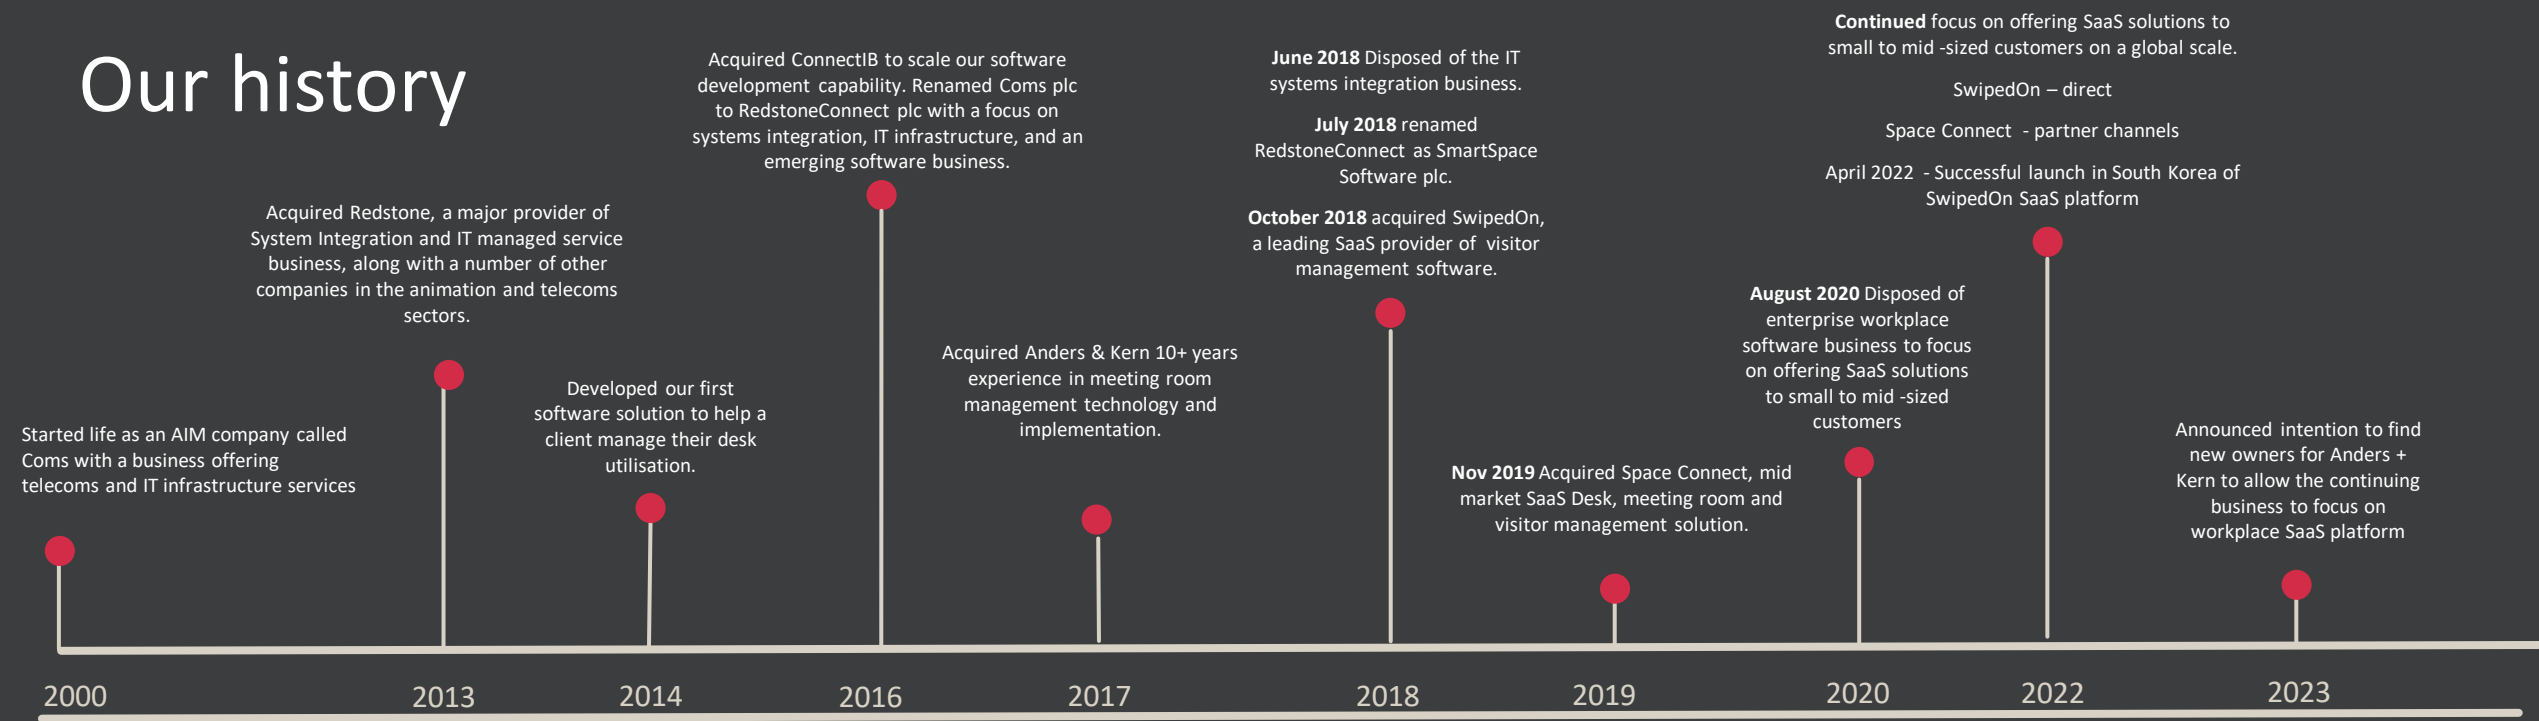 Our history
Started life as an AIM company called
Coms with a business offering
telecoms and IT infrastructure services
Acquired Redstone, a major provider of
System Integration and IT managed service
business, along with a number of other
companies in the animation and telecoms
sectors.
Developed our first
software solution to help a
client manage their desk
utilisation.
Acquired ConnectIB to scale our software
development capability. Renamed Coms plc
to RedstoneConnect plc with a focus on
systems integration, IT infrastructure, and an
emerging software business.
Acquired Anders & Kern 10+ years
experience in meeting room
management technology and
implementation.
June 2018 Disposed of the IT
systems integration business.
July 2018 renamed
RedstoneConnect as SmartSpace
Software plc.
October 2018 acquired SwipedOn,
a leading SaaS provider of visitor
management software.
Nov 2019 Acquired Space Connect, mid
market SaaS Desk, meeting room and
visitor management solution.
August 2020 Disposed of
enterprise workplace
software business to focus
on offering SaaS solutions
to small to mid -sized
customers
Continued focus on offering SaaS solutions to
small to mid -sized customers on a global scale.
SwipedOn – direct
Space Connect - partner channels
April 2022 - Successful launch in South Korea of
SwipedOn SaaS platform
Announced intention to find
new owners for Anders +
Kern to allow the continuing
business to focus on
workplace SaaS platform
2000
2013
2014
2016
2017
2018
2019
2020
2022
2023